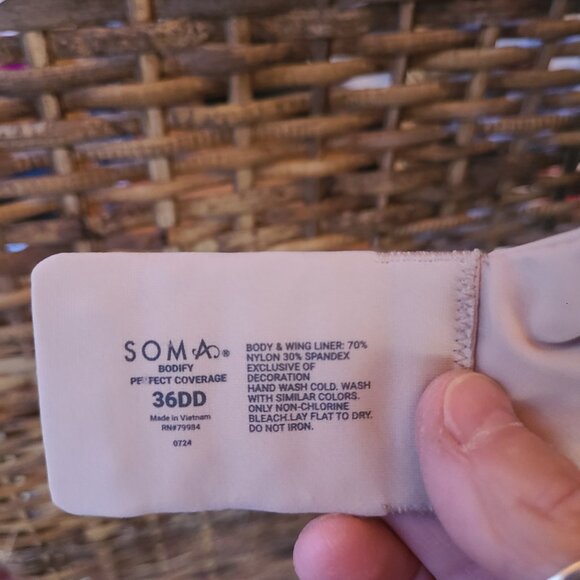 SOMA®
BODIFY
PERFECT COVERAGE
36DD
Made in Vietnam
RN#79984
0724
BODY & WING LINER: 70%
NYLON 30% SPANDEX
EXCLUSIVE OF
DECORATION
HAND WASH COLD. WASH
WITH SIMILAR COLORS.
ONLY NON-CHLORINE
BLEACH.LAY FLAT TO DRY.
DO NOT IRON.